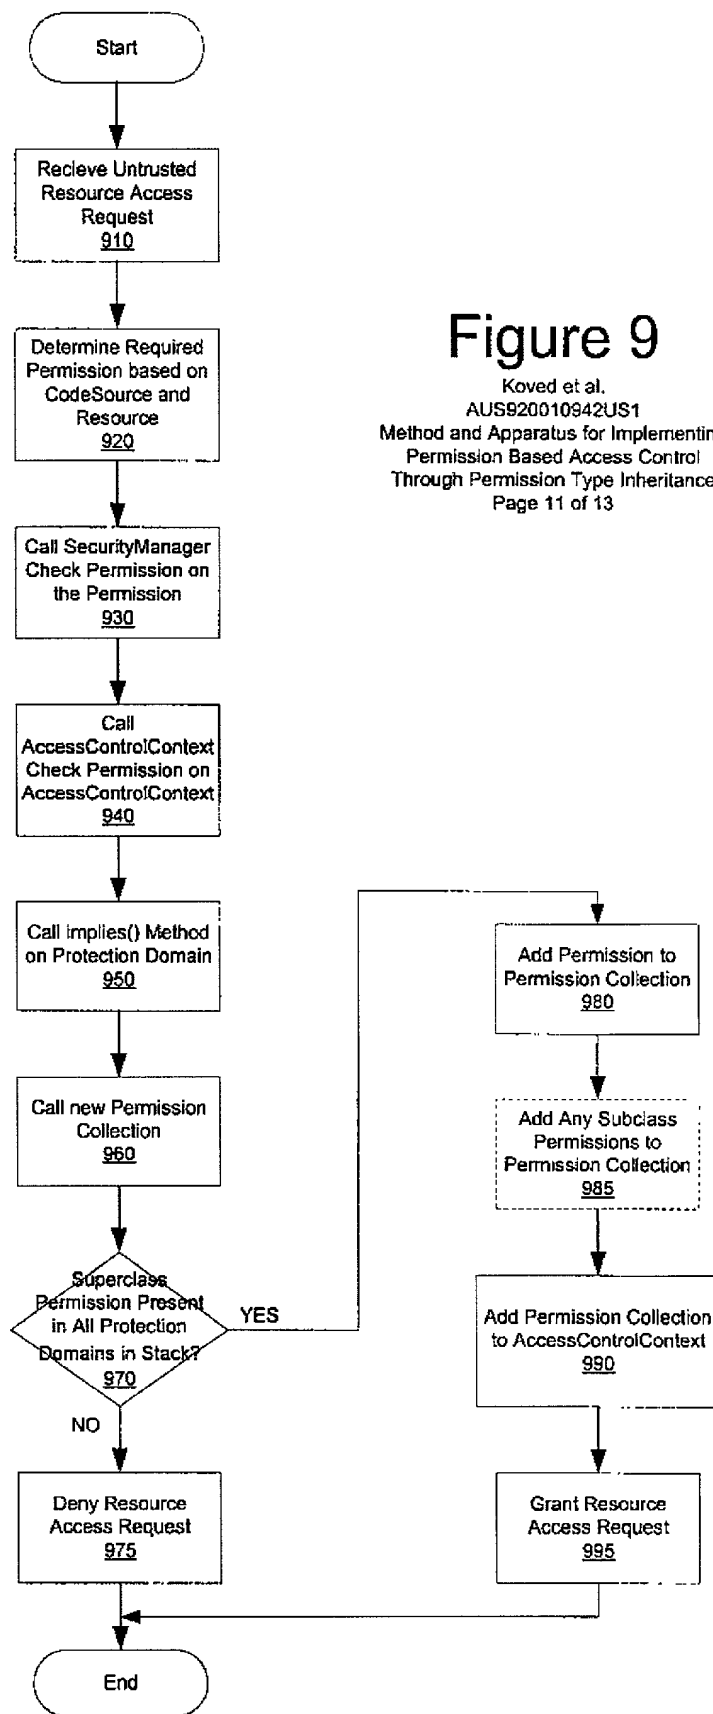 Start
Recieve Untrusted
Resource Access
Request
910
Determine Required
Permission based on
CodeSource and
Resource
920
Call SecurityManager
Check Permission on
the Permission
930
Call
AccessControlContext
Check Permission on
AccessControlContext
940
Call implies() Method
on Protection Domain
950
Call new Permission
Collection
960
Superclass
Permission Present
in All Protection
Domains in Stack?
970
YES
NO
Deny Resource
Access Request
975
End
Figure 9
Koved et al.
AUS920010942US1
Method and Apparatus for Implementin
Permission Based Access Control
Through Permission Type Inheritance
Page 11 of 13
Add Permission to
Permission Collection
980
Add Any Subclass
Permissions to
Permission Collection
985
Add Permission Collection
to AccessControlContext
990
Grant Resource
Access Request
995